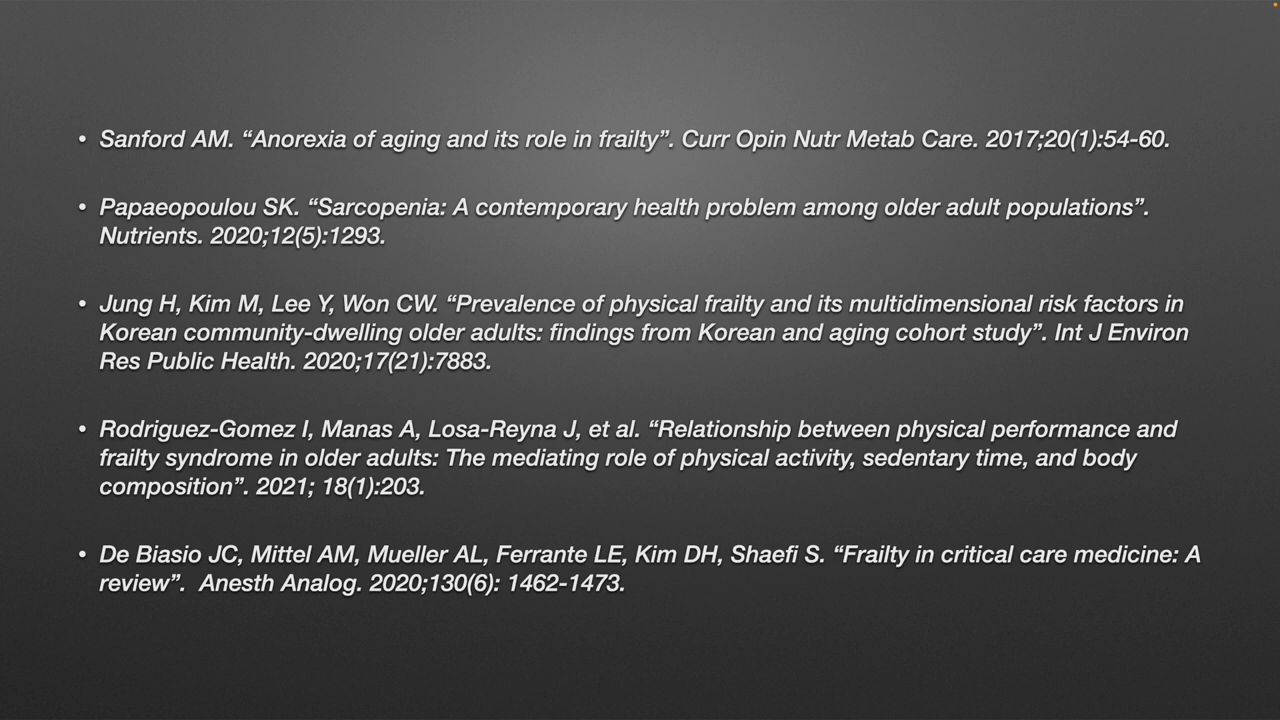 • Sanford AM. “Anorexia of aging and its role in frailty”. Curr Opin Nutr Metab Care. 2017;20(1):54-60.
• Papaeopoulou SK. “Sarcopenia: A contemporary health problem among older adult populations”.
Nutrients. 2020;12(5):1293.
• Jung H, Kim M, Lee Y, Won CW. “Prevalence of physical frailty and its multidimensional risk factors in
Korean community-dwelling older adults: findings from Korean and aging cohort study”. Int J Environ
Res Public Health. 2020;17(21):7883.
• Rodriguez-Gomez I, Manas A, Losa-Reyna J, et al. “Relationship between physical performance and
frailty syndrome in older adults: The mediating role of physical activity, sedentary time, and body
composition”. 2021; 18(1):203.
• De Biasio JC, Mittel AM, Mueller AL, Ferrante LE, Kim DH, Shaefi S. “Frailty in critical care medicine: A
review”.  Anesth Analog. 2020;130(6): 1462-1473.